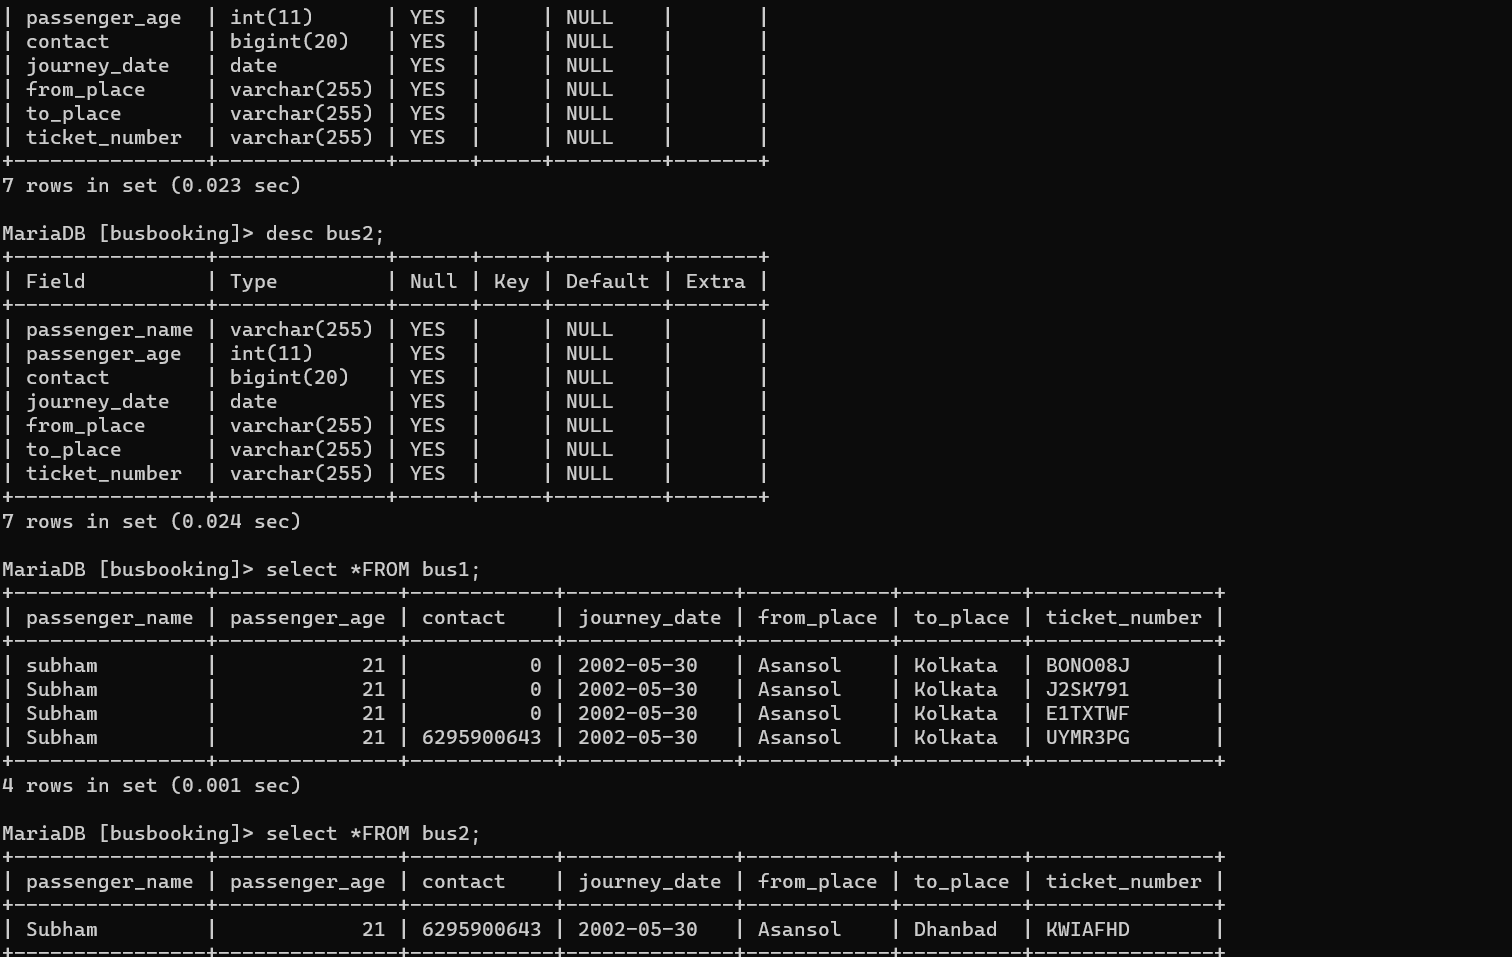 | passenger_age  | int(11)      | YES  |     | NULL    |       |
| contact        | bigint(20)   | YES  |     | NULL    |       |
| journey_date   | date         | YES  |     | NULL    |       |
| from_place     | varchar(255) | YES  |     | NULL    |       |
| to_place       | varchar(255) | YES  |     | NULL    |       |
| ticket_number  | varchar(255) | YES  |     | NULL    |       |
+----------------+--------------+------+-----+---------+-------+
7 rows in set (0.023 sec)

MariaDB [busbooking]> desc bus2;
+----------------+--------------+------+-----+---------+-------+
| Field          | Type         | Null | Key | Default | Extra |
+----------------+--------------+------+-----+---------+-------+
| passenger_name | varchar(255) | YES  |     | NULL    |       |
| passenger_age  | int(11)      | YES  |     | NULL    |       |
| contact        | bigint(20)   | YES  |     | NULL    |       |
| journey_date   | date         | YES  |     | NULL    |       |
| from_place     | varchar(255) | YES  |     | NULL    |       |
| to_place       | varchar(255) | YES  |     | NULL    |       |
| ticket_number  | varchar(255) | YES  |     | NULL    |       |
+----------------+--------------+------+-----+---------+-------+
7 rows in set (0.024 sec)

MariaDB [busbooking]> select *FROM bus1;
+----------------+---------------+------------+--------------+------------+----------+---------------+
| passenger_name | passenger_age | contact    | journey_date | from_place | to_place | ticket_number |
+----------------+---------------+------------+--------------+------------+----------+---------------+
| subham         |            21 |          0 | 2002-05-30   | Asansol    | Kolkata  | BONO08J       |
| Subham         |            21 |          0 | 2002-05-30   | Asansol    | Kolkata  | J2SK791       |
| Subham         |            21 |          0 | 2002-05-30   | Asansol    | Kolkata  | E1TXTWF       |
| Subham         |            21 | 6295900643 | 2002-05-30   | Asansol    | Kolkata  | UYMR3PG       |
+----------------+---------------+------------+--------------+------------+----------+---------------+
4 rows in set (0.001 sec)

MariaDB [busbooking]> select *FROM bus2;
+----------------+---------------+------------+--------------+------------+----------+---------------+
| passenger_name | passenger_age | contact    | journey_date | from_place | to_place | ticket_number |
+----------------+---------------+------------+--------------+------------+----------+---------------+
| Subham         |            21 | 6295900643 | 2002-05-30   | Asansol    | Dhanbad  | KWIAFHD       |
+----------------+---------------+------------+--------------+------------+----------+---------------+